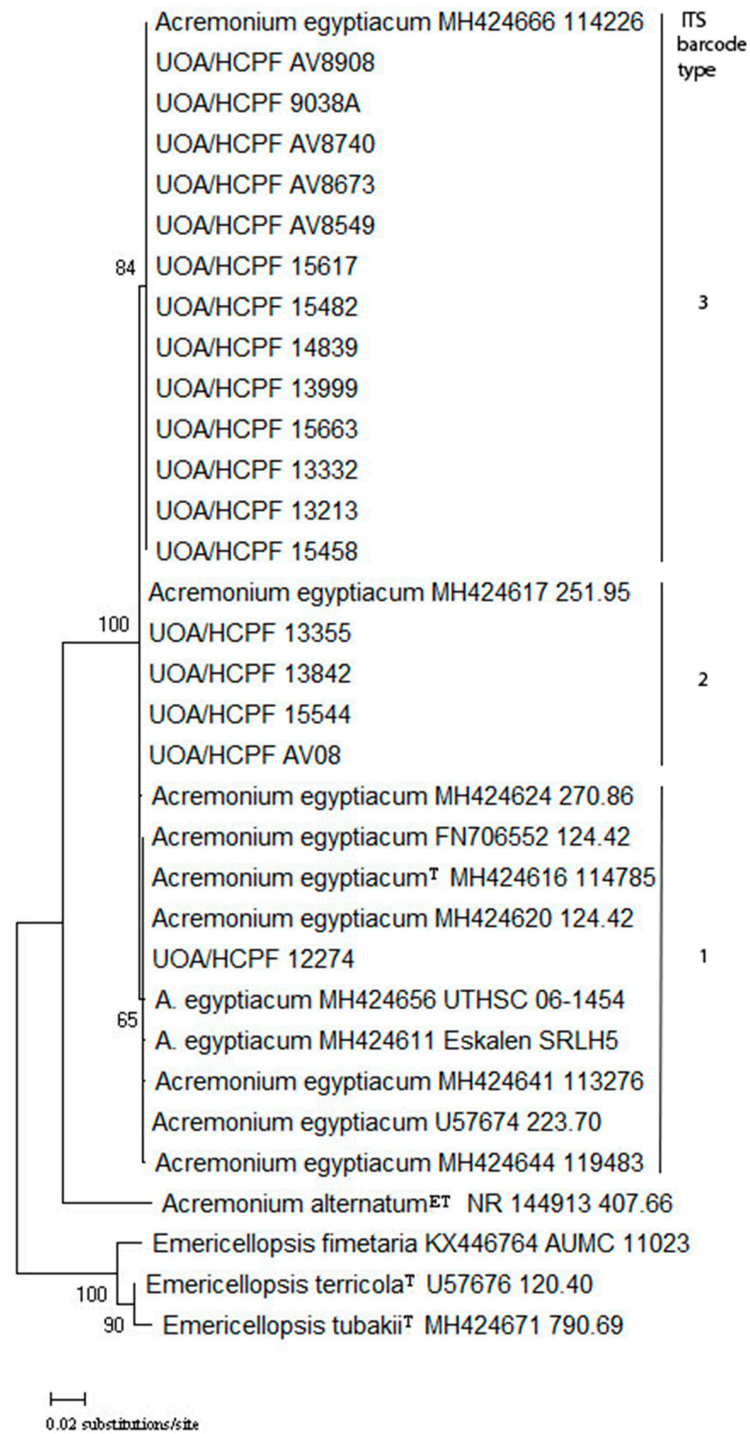 Acremonium egyptiacum MH424666 114226
ITS
barcode
type
UOA/HCPF AV8908
UOA/HCPF 9038A
UOA/HCPF AV8740
UOA/HCPF AV8673
UOA/HCPF AV8549
84
UOA/HCPF 15617
UOA/HCPF 15482
3
UOA/HCPF 14839
UOA/HCPF 13999
UOA/HCPF 15663
UOA/HCPF 13332
UOA/HCPF 13213
UOA/HCPF 15458
Acremonium egyptiacum MH424617 251.95
100
UOA/HCPF 13355
UOA/HCPF 13842
2
UOA/HCPF 15544
UOA/HCPF AV08
Acremonium egyptiacum MH424624 270.86
Acremonium egyptiacum FN706552 124.42
Acremonium egyptiacumT MH424616 114785
Acremonium egyptiacum MH424620 124.42
UOA/HCPF 12274
1
A. egyptiacum MH424656 UTHSC 06-1454
65
A. egyptiacum MH424611 Eskalen SRLH5
Acremonium egyptiacum MH424641 113276
Acremonium egyptiacum U57674 223.70
Acremonium egyptiacum MH424644 119483
Acremonium alternatumET NR 144913 407.66
Emericellopsis fimetaria KX446764 AUMC 11023
Emericellopsis terricolaT U57676 120.40
100
Emericellopsis tubakiiT MH424671 790.69
90
0.02 substitutions/site